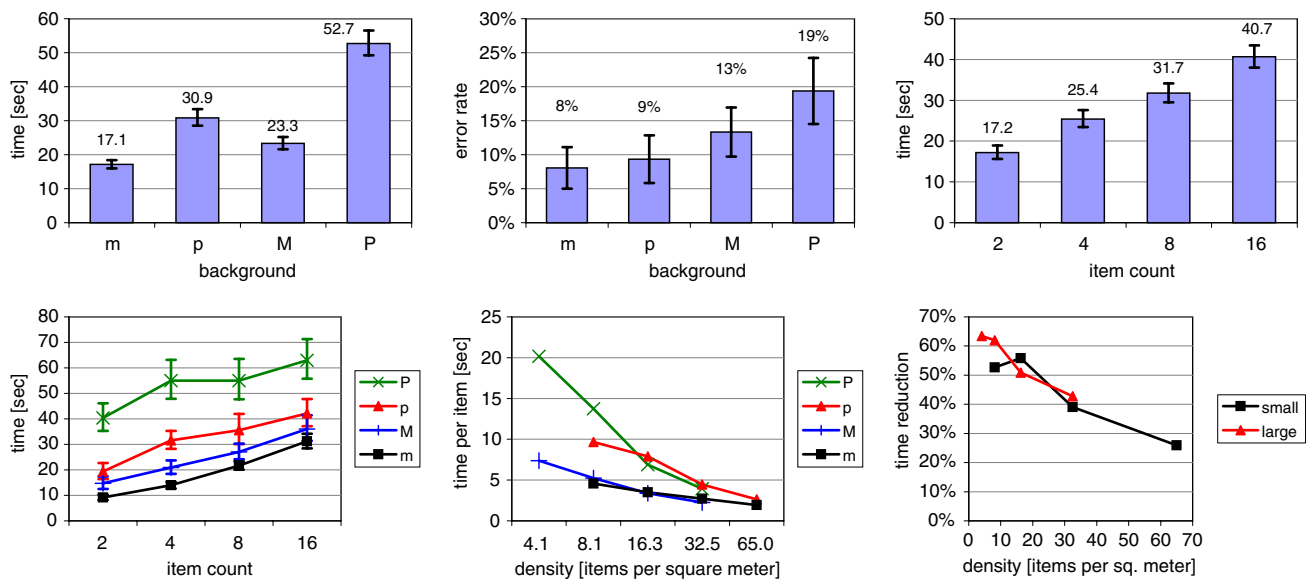 time [sec]
60
50
40
30
20
10
0
17.1
30.9
23.3
52.7
m p M P
background
error rate
30%
25%
20%
15%
10%
5%
0%
8%
9%
13%
19%
m p M P
background
time [sec]
50
40
30
20
10
0
17.2
25.4
31.7
40.7
2 4 8 16
item count
time [sec]
80
70
60
50
40
30
20
10
0
2 4 8 16
item count
P
p
M
m
time per item [sec]
25
20
15
10
5
0
4.1 8.1 16.3 32.5 65.0
density [items per square meter]
P
p
M
m
time reduction
70%
60%
50%
40%
30%
20%
10%
0%
0 10 20 30 40 50 60 70
density [items per sq. meter]
small
large